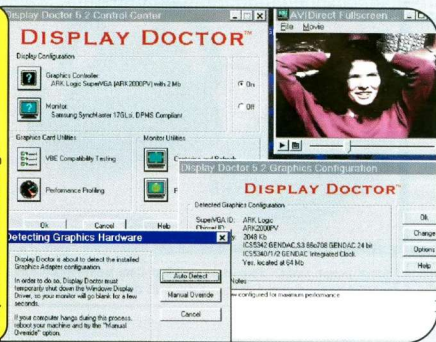 Display Doctor 5.2 Control Center
DISPLAY DOCTOR™
Display Configuration
Graphics Controller
ARK Logic SuperVGA (ARK2000PV) with 2 Mb
On
Monitor
Samsung SyncMaster 17GLsi, DPMS Compliant
Off
Graphics Card Utilities
Monitor Utilities
VBE Compatibility Testing
Performance Profiling
Ok
Cancel
Help
AVIDirect Fullscreen
File Movie
Display Doctor 5.2 Graphics Configuration
DISPLAY DOCTOR
Detected Graphics Configuration
SuperVGA ID: ARK Logic
Chipset ID: ARK2000PV
2048 Kb
ICS5342 GENDAC, S3 86c708 GENDAC 24 bit
ICS5340/1/2 GENDAC Integrated Clock
Yes, located at 64 Mb
Notes
configured for maximum performance
Ok
Change
Options
Help
Detecting Graphics Hardware
Display Doctor is about to detect the installed
Graphics Adapter configuration.
In order to do so, Display Doctor must
temporarily shut down the Windows Display
Driver, so your monitor will go blank for a few
seconds.
If your computer hangs during this process,
reboot your machine and try the "Manual
Override" option.
Auto Detect
Manual Override
Cancel